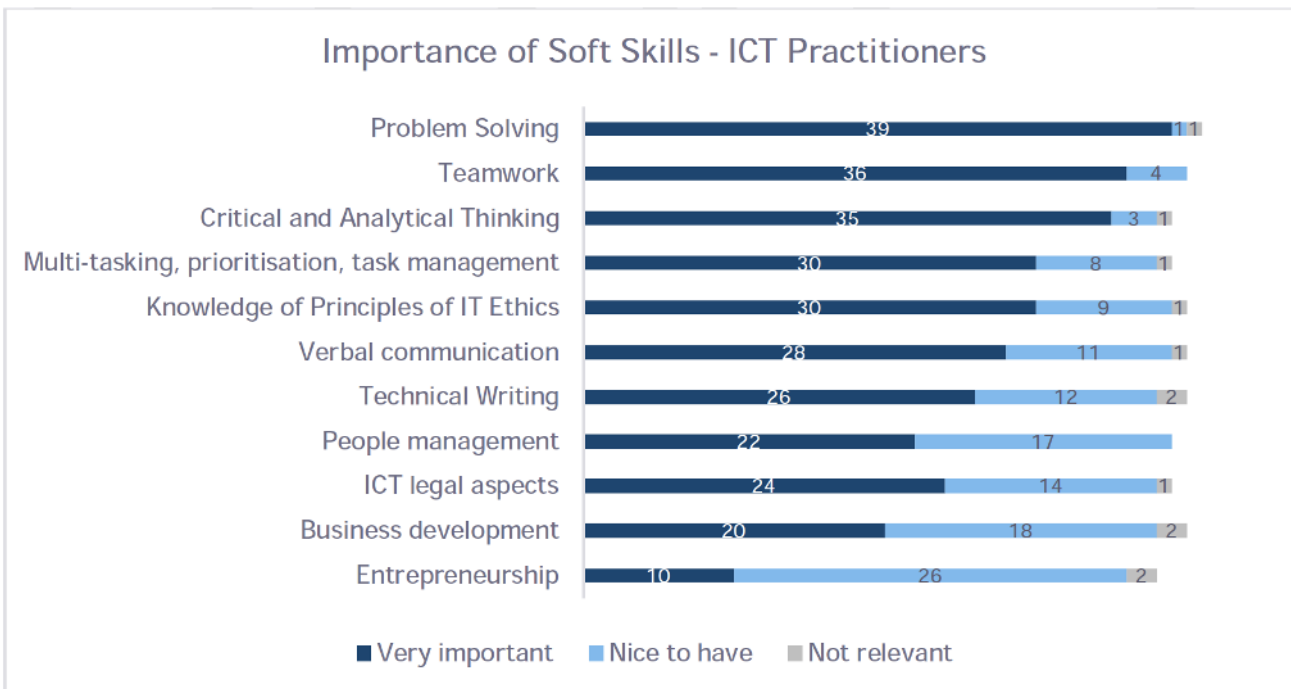 Importance of Soft Skills - ICT Practitioners
Problem Solving 39 1 1
Teamwork 36 4
Critical and Analytical Thinking 35 3 1
Multi-tasking, prioritisation, task management 30 8 1
Knowledge of Principles of IT Ethics 30 9 1
Verbal communication 28 11 1
Technical Writing 26 12 2
People management 22 17
ICT legal aspects 24 14 1
Business development 20 18 2
Entrepreneurship 10 26 2
Very important Nice to have Not relevant